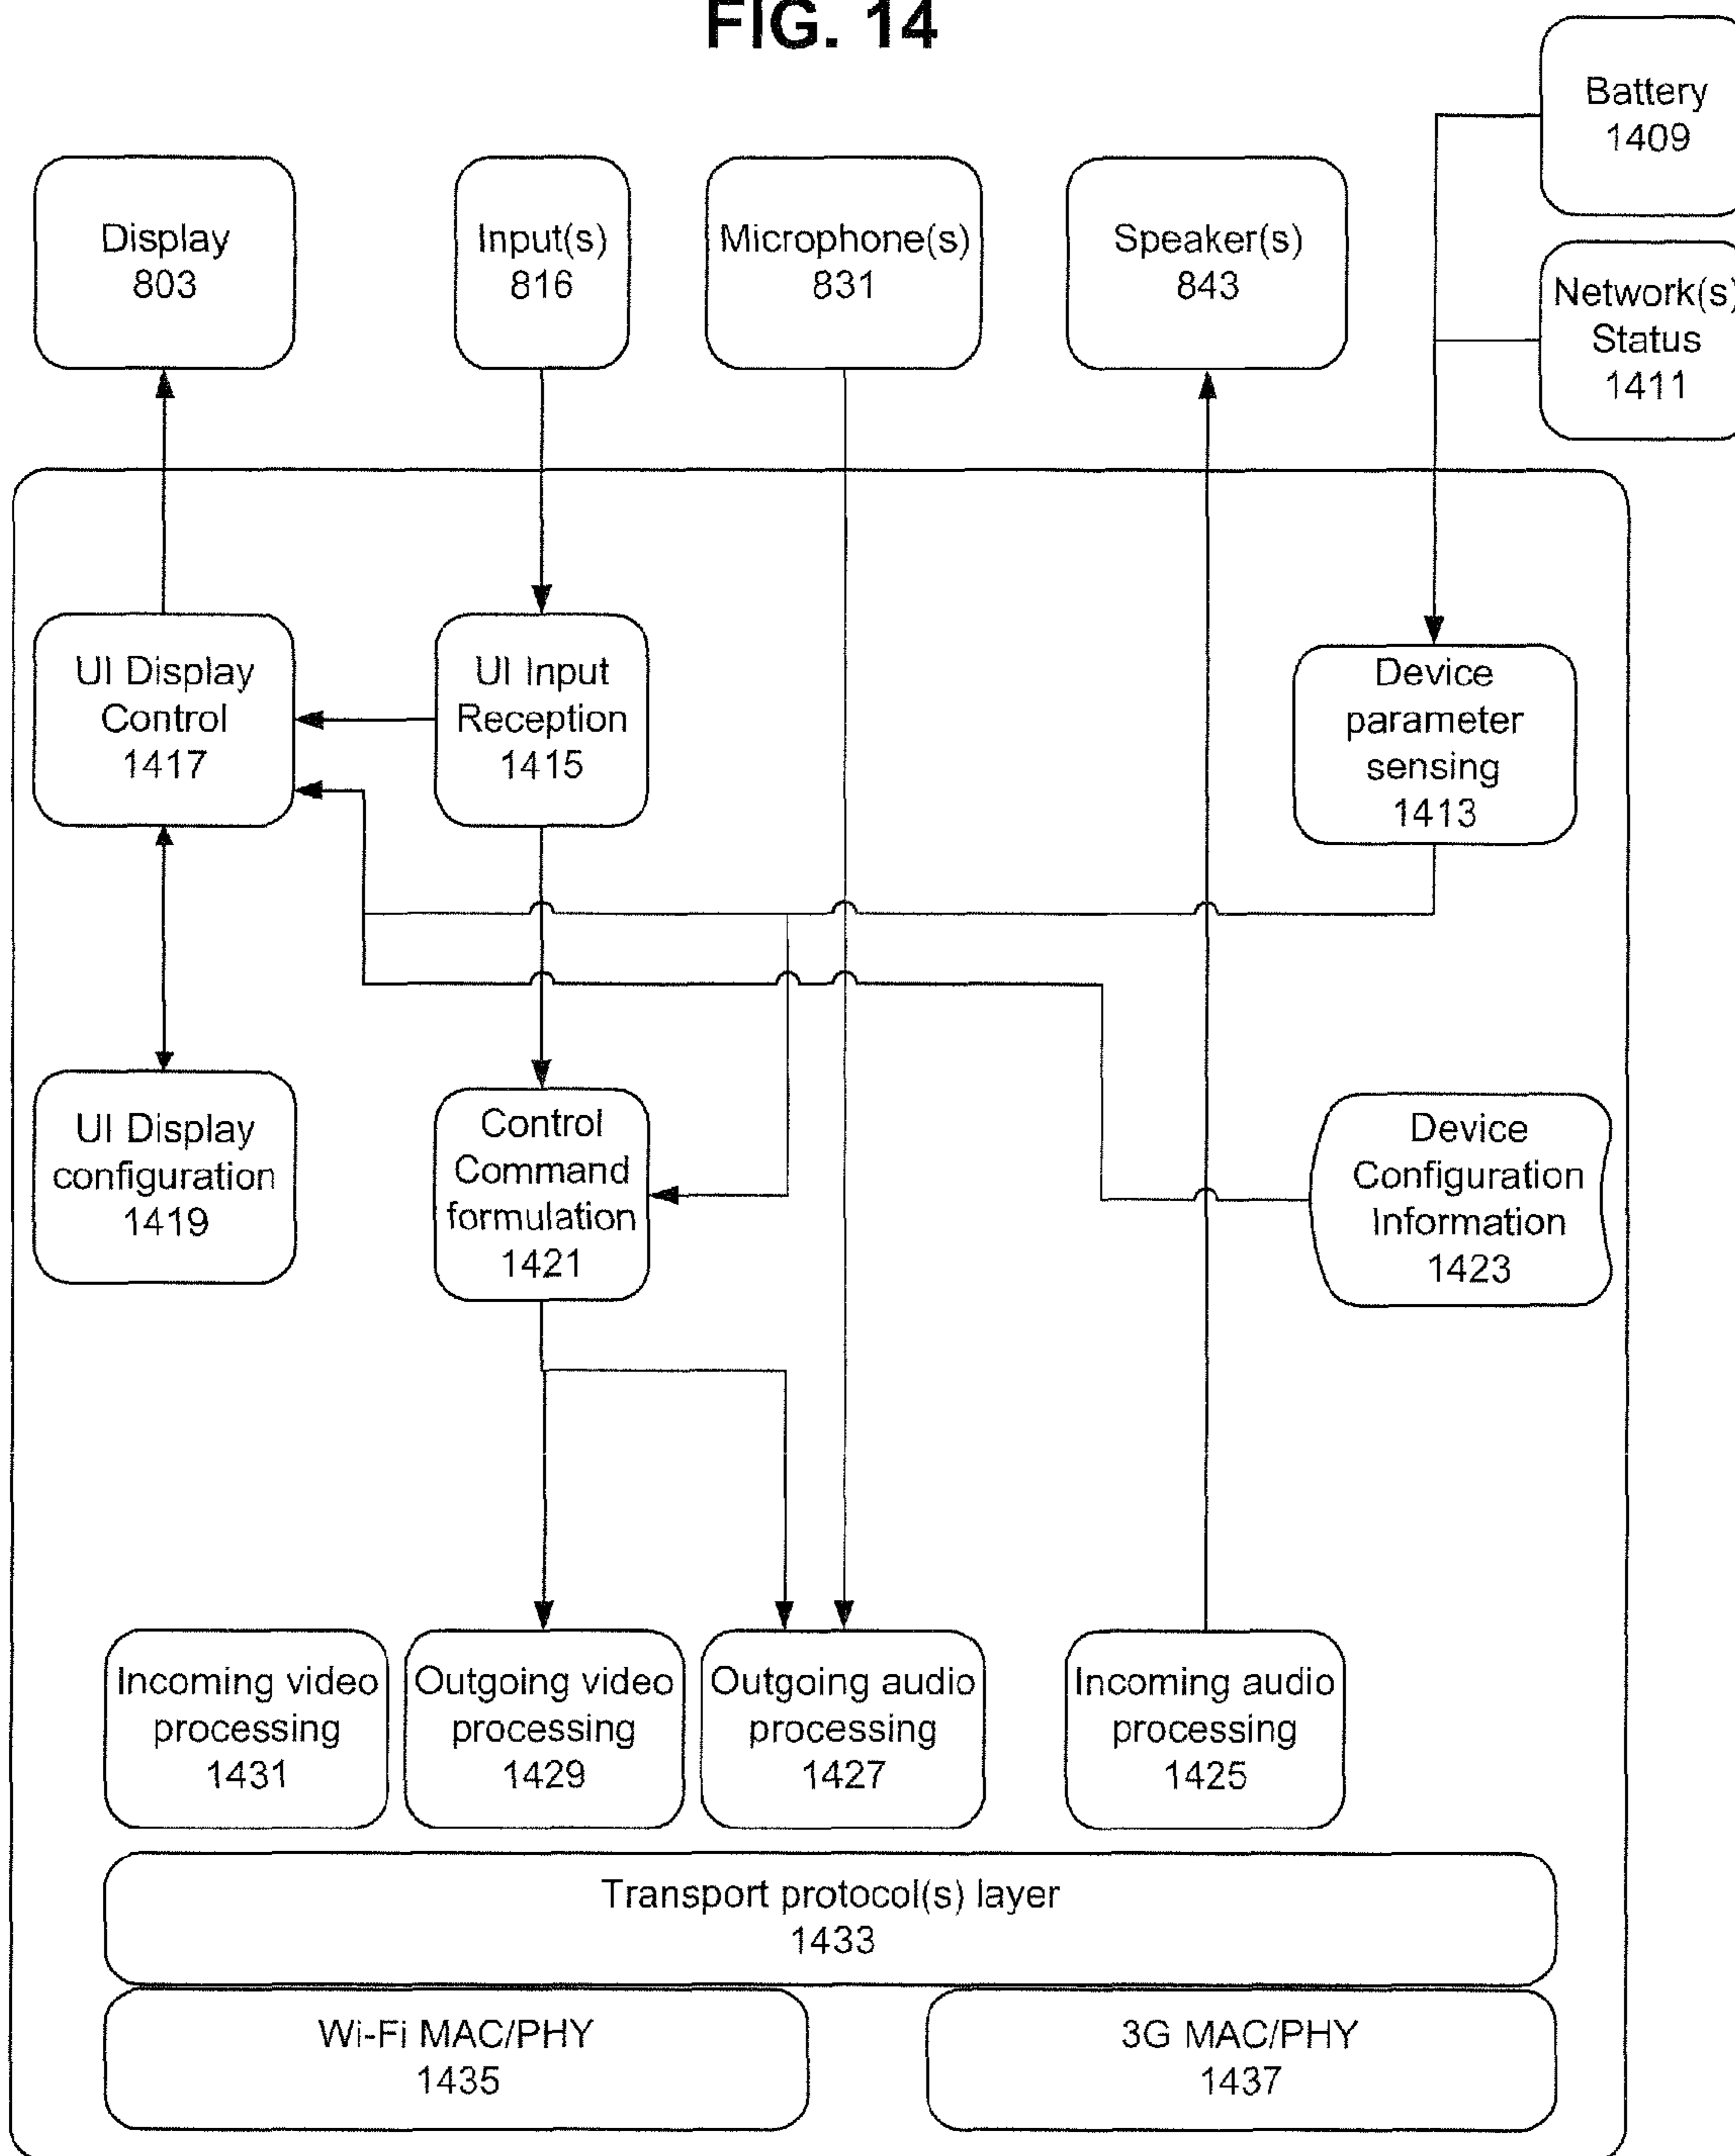 FIG. 14
Battery
1409
Display
803
Input(s)
816
Microphone(s)
831
Speaker(s)
843
Network(s)
Status
1411
UI Display
Control
1417
UI Input
Reception
1415
Device
parameter
sensing
1413
UI Display
configuration
1419
Control
Command
formulation
1421
Device
Configuration
Information
1423
Incoming video
processing
1431
Outgoing video
processing
1429
Outgoing audio
processing
1427
Incoming audio
processing
1425
Transport protocol(s) layer
1433
Wi-Fi MAC/PHY
1435
3G MAC/PHY
1437